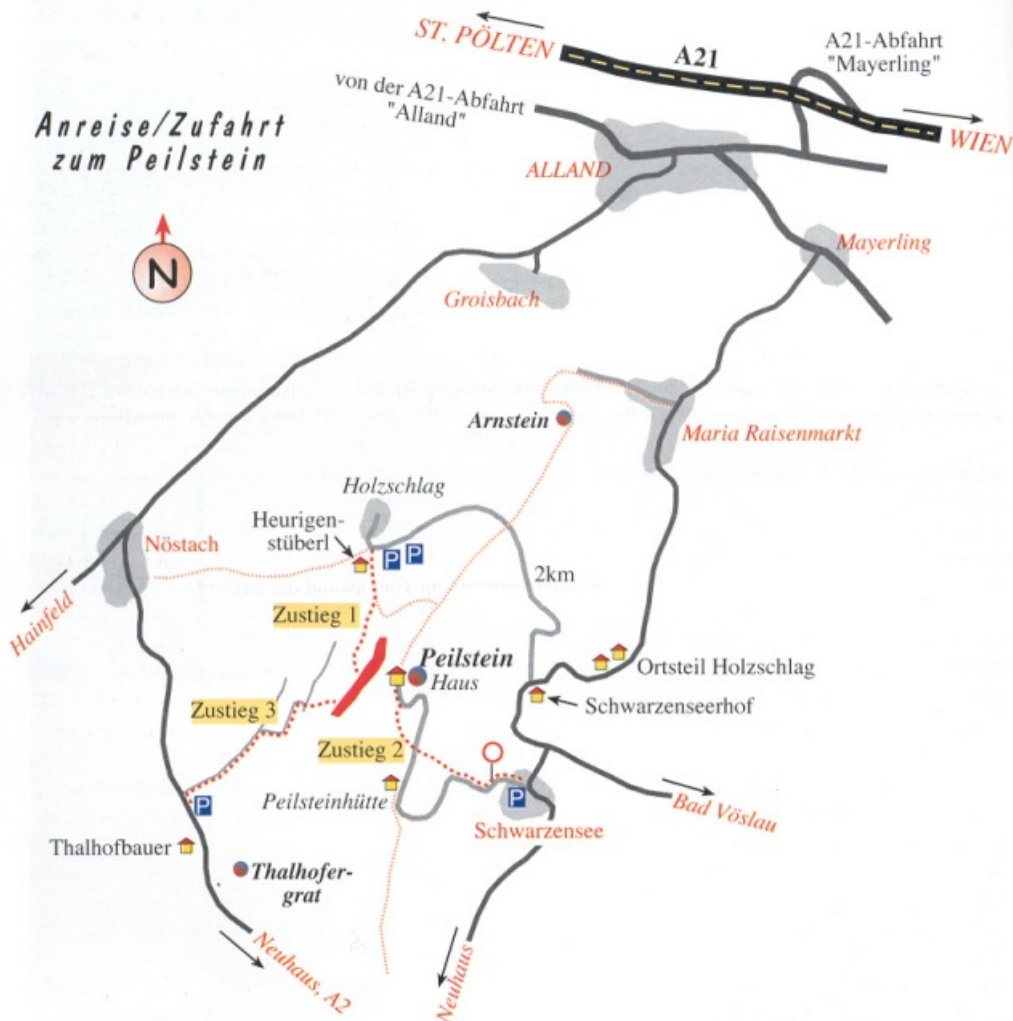 ST. PÖLTEN
A21
A21-Abfahrt
"Mayerling"
WIEN
von der A21-Abfahrt
"Alland"
Anreise/Zufahrt
zum Peilstein
N
ALLAND
Mayerling
Groisbach
Arnstein
Maria Raisenmarkt
Holzschlag
Heurigen-
stüberl
P P
Nöstach
2km
Hainfeld
Zustieg 1
Peilstein
Haus
Ortsteil Holzschlag
Schwarzenseerhof
Zustieg 3
Zustieg 2
Peilsteinhütte
P
P
Schwarzensee
Bad Vöslau
Thalhofbauer
Thalhofer-
grat
Neuhaus, A2
Neuhaus